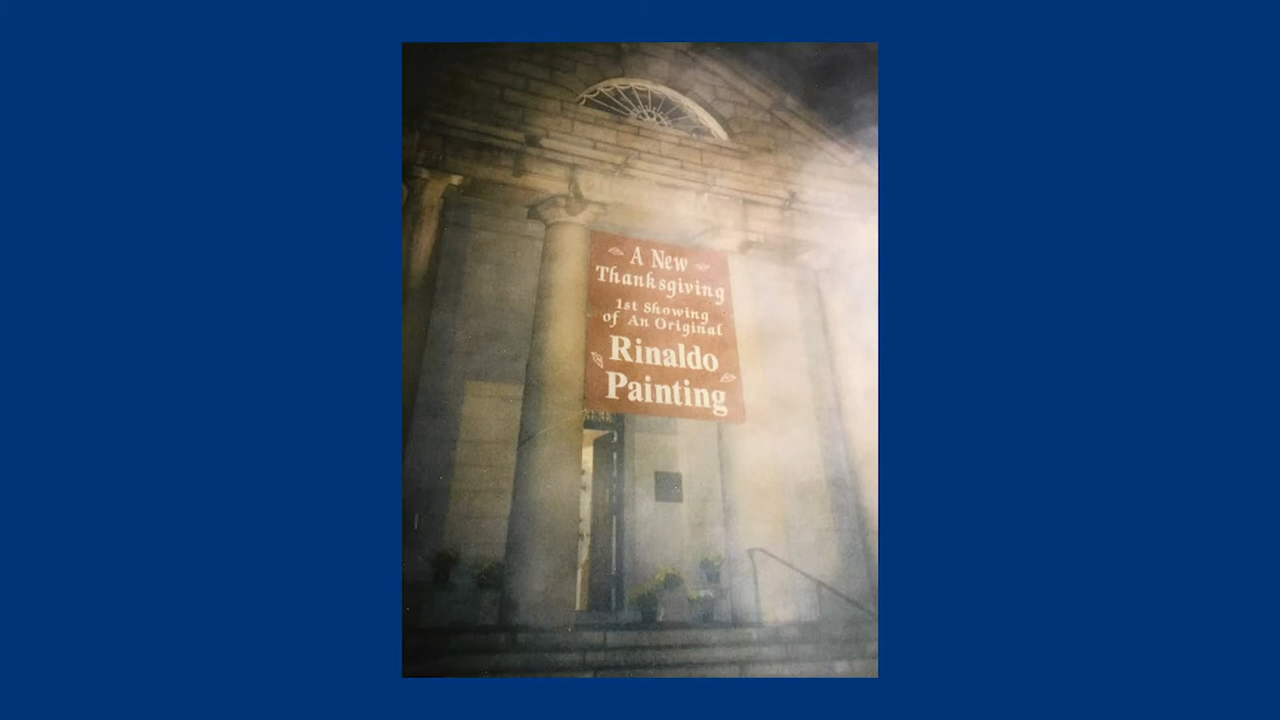 A New
Thanksgiving
1st Showing
of An Original
Rinaldo
Painting